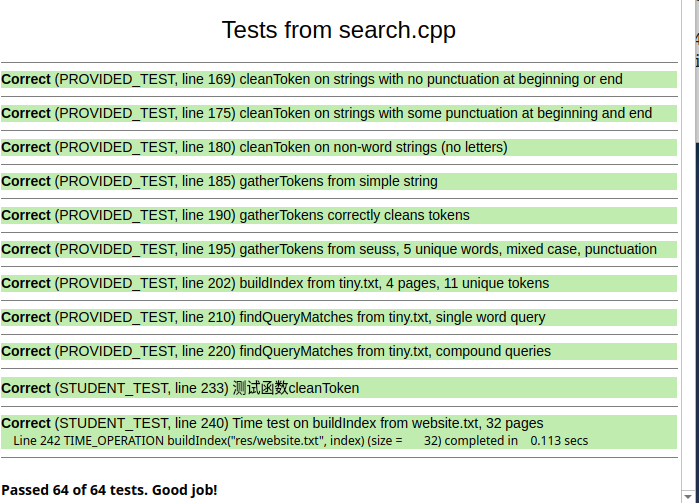 Tests from search.cpp
Correct (PROVIDED_TEST, line 169) cleanToken on strings with no punctuation at beginning or end
Correct (PROVIDED_TEST, line 175) cleanToken on strings with some punctuation at beginning and end
Correct (PROVIDED_TEST, line 180) cleanToken on non-word strings (no letters)
Correct (PROVIDED_TEST, line 185) gatherTokens from simple string
Correct (PROVIDED_TEST, line 190) gatherTokens correctly cleans tokens
Correct (PROVIDED_TEST, line 195) gatherTokens from seuss, 5 unique words, mixed case, punctuation
Correct (PROVIDED_TEST, line 202) buildIndex from tiny.txt, 4 pages, 11 unique tokens
Correct (PROVIDED_TEST, line 210) findQueryMatches from tiny.txt, single word query
Correct (PROVIDED_TEST, line 220) findQueryMatches from tiny.txt, compound queries
Correct (STUDENT_TEST, line 233) 测试函数cleanToken
Correct (STUDENT_TEST, line 240) Time test on buildIndex from website.txt, 32 pages
Line 242 TIME_OPERATION buildIndex("res/website.txt", index) (size = 32) completed in 0.113 secs
Passed 64 of 64 tests. Good job!